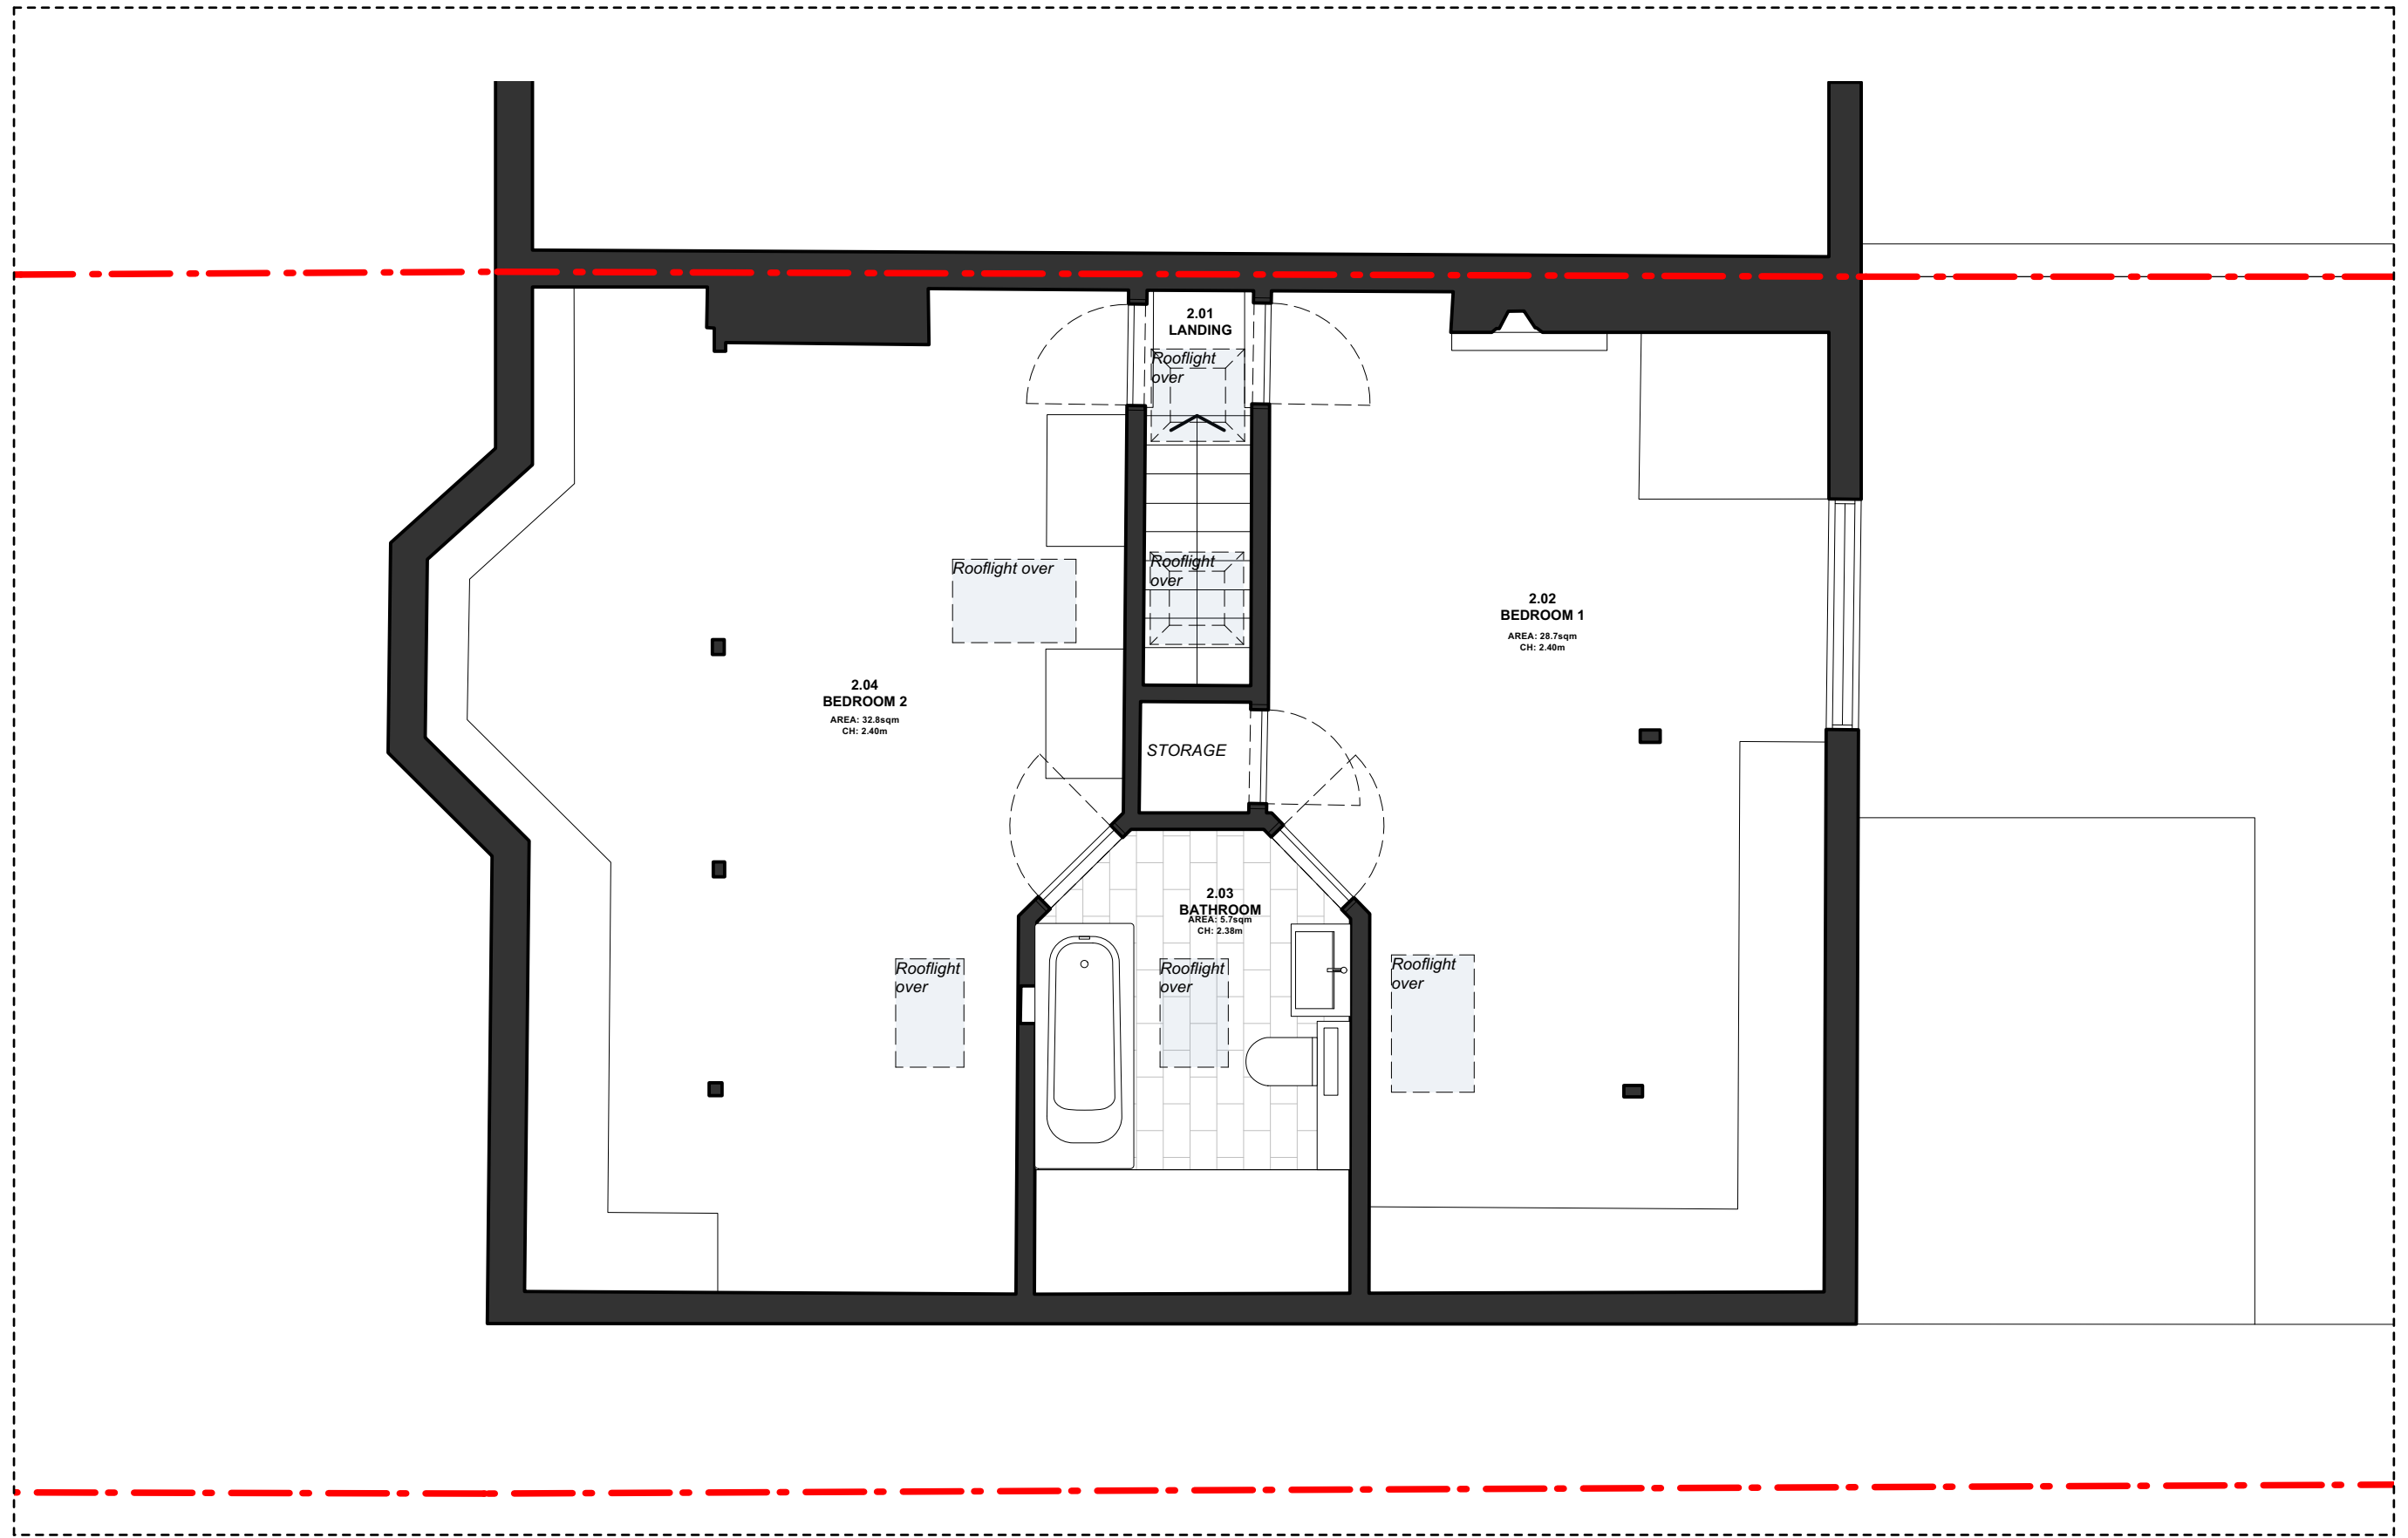 2.01
LANDING
Rooflight
over
Rooflight
over
Rooflight over
2.02
BEDROOM 1
AREA: 28.7sqm
CH: 2.40m
2.04
BEDROOM 2
AREA: 32.8sqm
CH: 2.40m
STORAGE
2.03
BATHROOM
AREA: 5.7sqm
CH: 2.38m
Rooflight
over
Rooflight
over
Rooflight
over